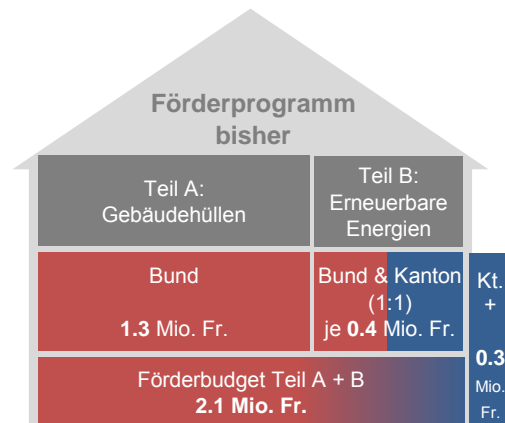 Förderprogramm
bisher
Teil A:
Gebäudehüllen
Teil B:
Erneuerbare
Energien
Bund
1.3 Mio. Fr.
Bund & Kanton
(1:1)
je 0.4 Mio. Fr.
Kt.
+
0.3
Mio.
Fr.
Förderbudget Teil A + B
2.1 Mio. Fr.